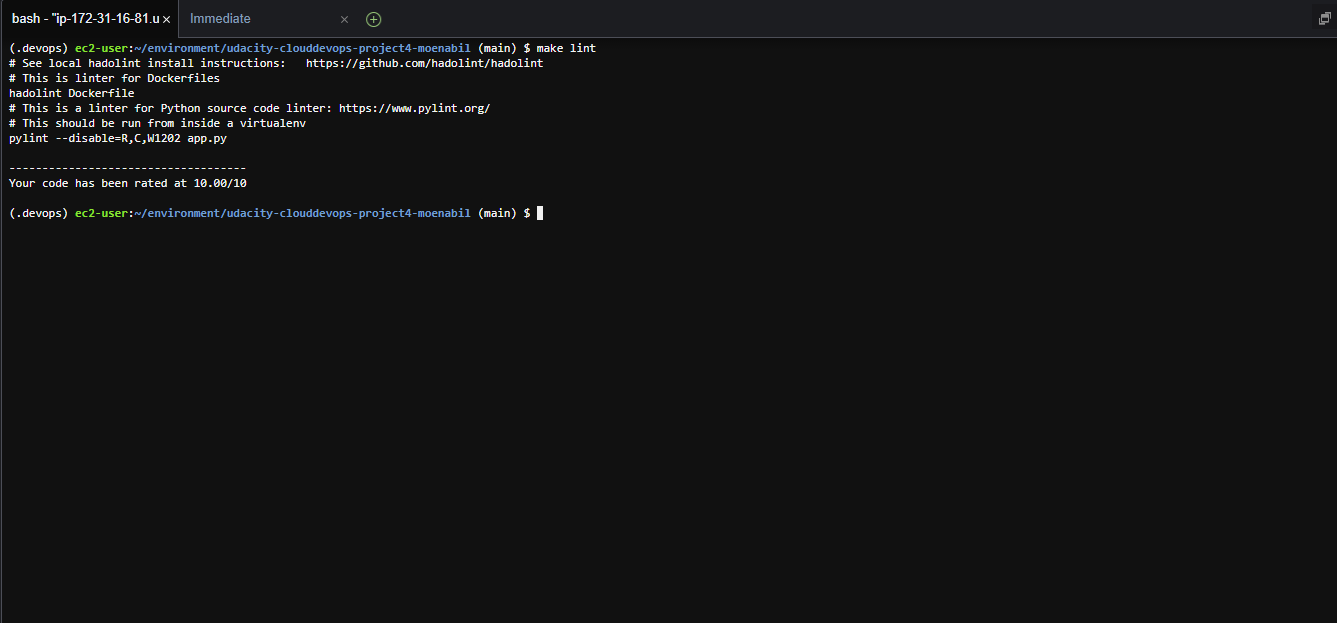 bash - "ip-172-31-16-81.u
Immediate
(.devops) ec2-user:~/environment/udacity-clouddevops-project4-moenabil (main) $ make lint
# See local hadolint install instructions:   https://github.com/hadolint/hadolint
# This is linter for Dockerfiles
hadolint Dockerfile
# This is a linter for Python source code linter: https://www.pylint.org/
# This should be run from inside a virtualenv
pylint --disable=R,C,W1202 app.py
------------------------------------
Your code has been rated at 10.00/10
(.devops) ec2-user:~/environment/udacity-clouddevops-project4-moenabil (main) $